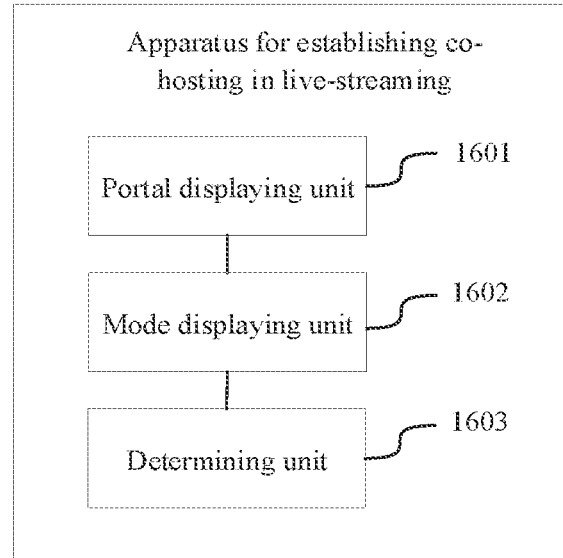 Apparatus for establishing co-
hosting in live-streaming
Portal displaying unit
1601
Mode displaying unit
1602
Determining unit
1603